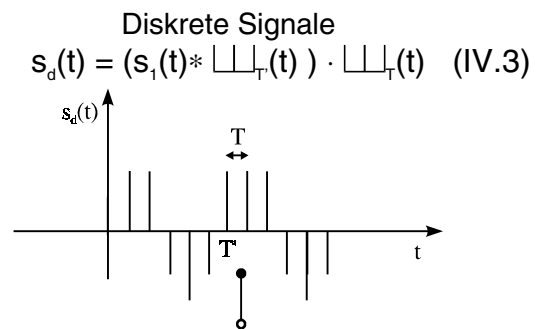 Diskrete Signale
s_d(t) = (s_1(t)* ⊔⊔_T'(t) ) · ⊔⊔_T(t) (IV.3)
s_d(t)
T
T'
t